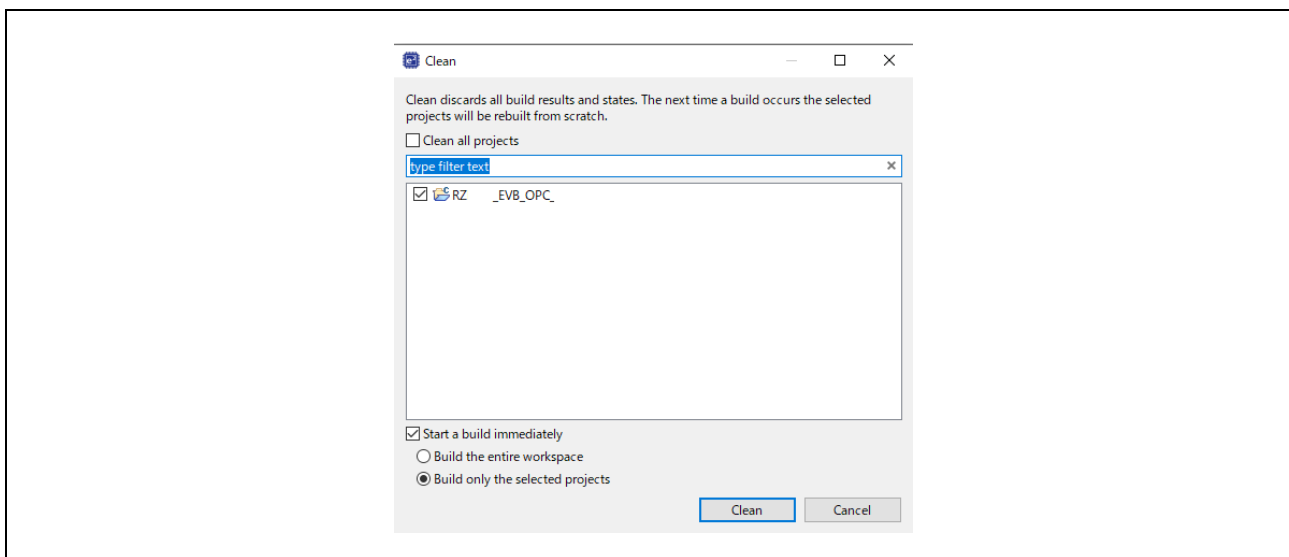 Clean
Clean discards all build results and states. The next time a build occurs the selected
projects will be rebuilt from scratch.
Clean all projects
type filter text
RZ _EVB_OPC_
Start a build immediately
Build the entire workspace
Build only the selected projects
Clean Cancel